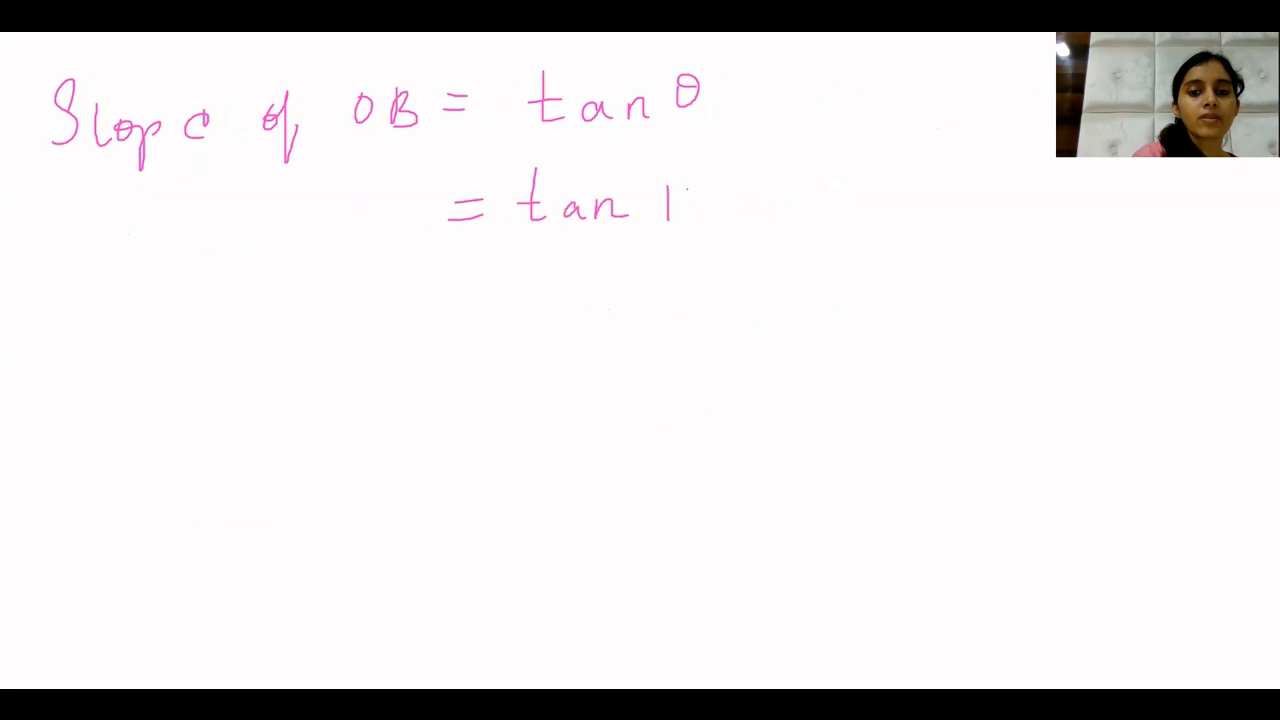 Slope of OB = tan θ
= tan 1